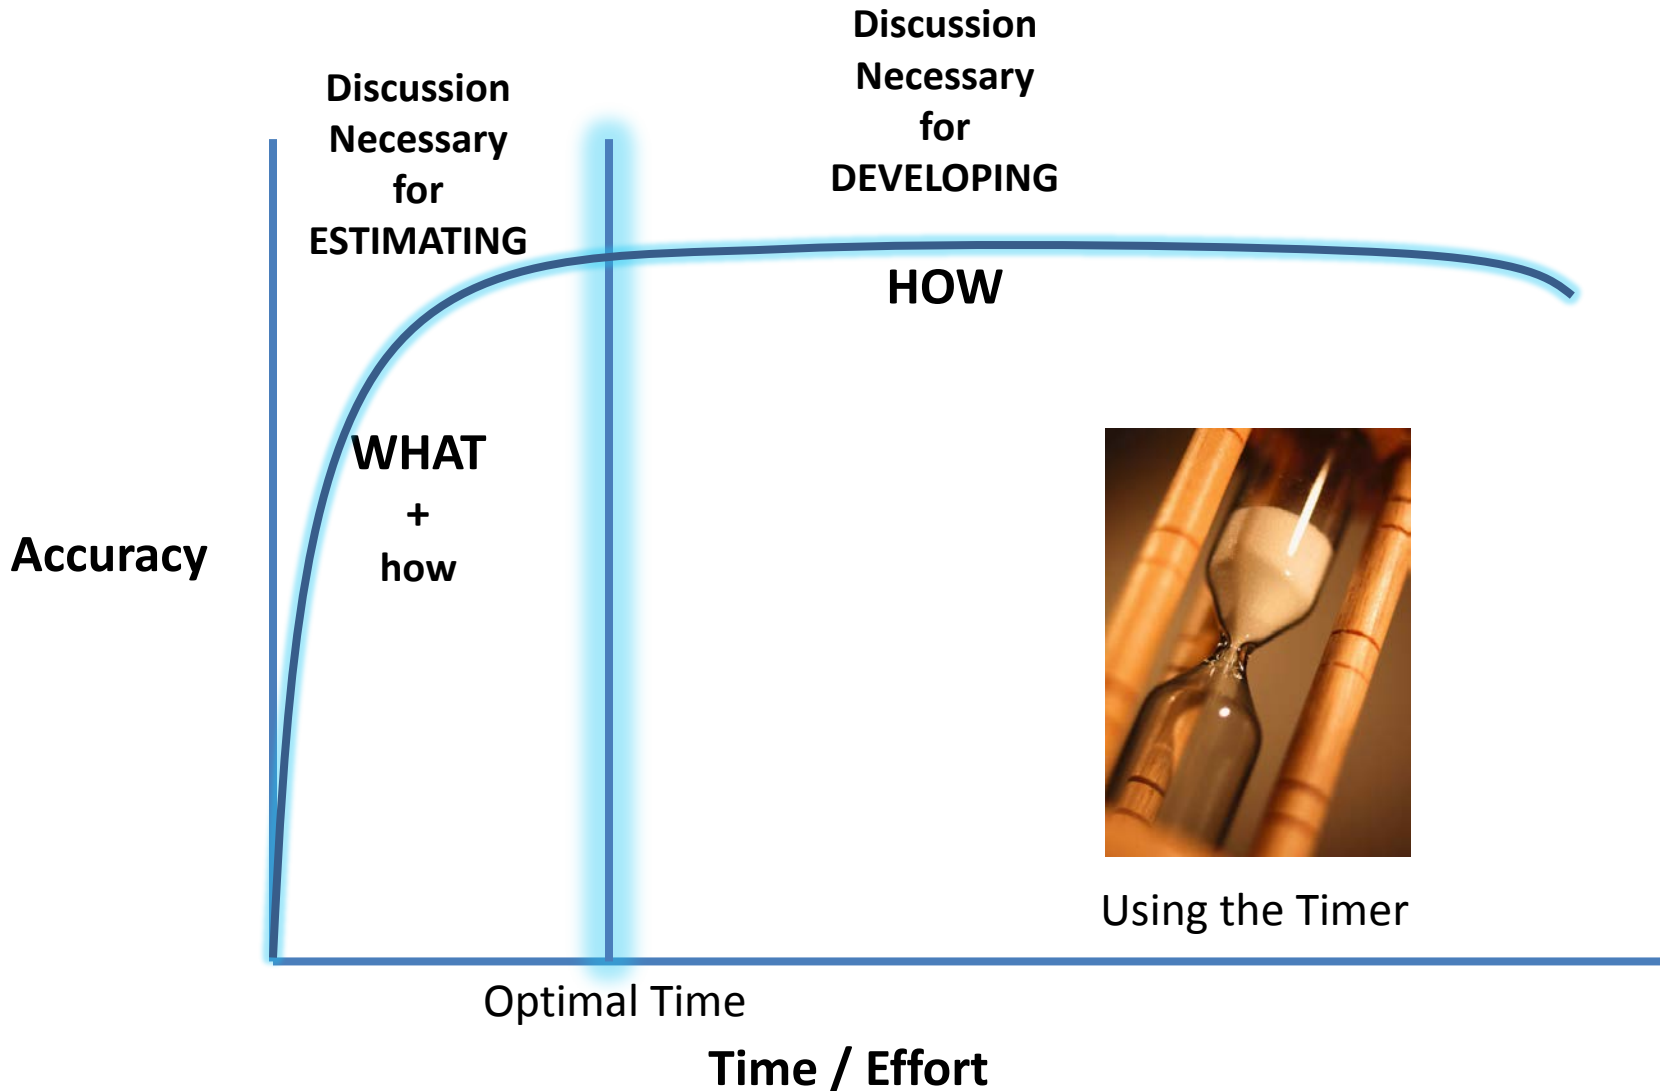 Discussion
Necessary
for
ESTIMATING
Discussion
Necessary
for
DEVELOPING
HOW
WHAT
+
how
Accuracy
Using the Timer
Optimal Time
Time / Effort